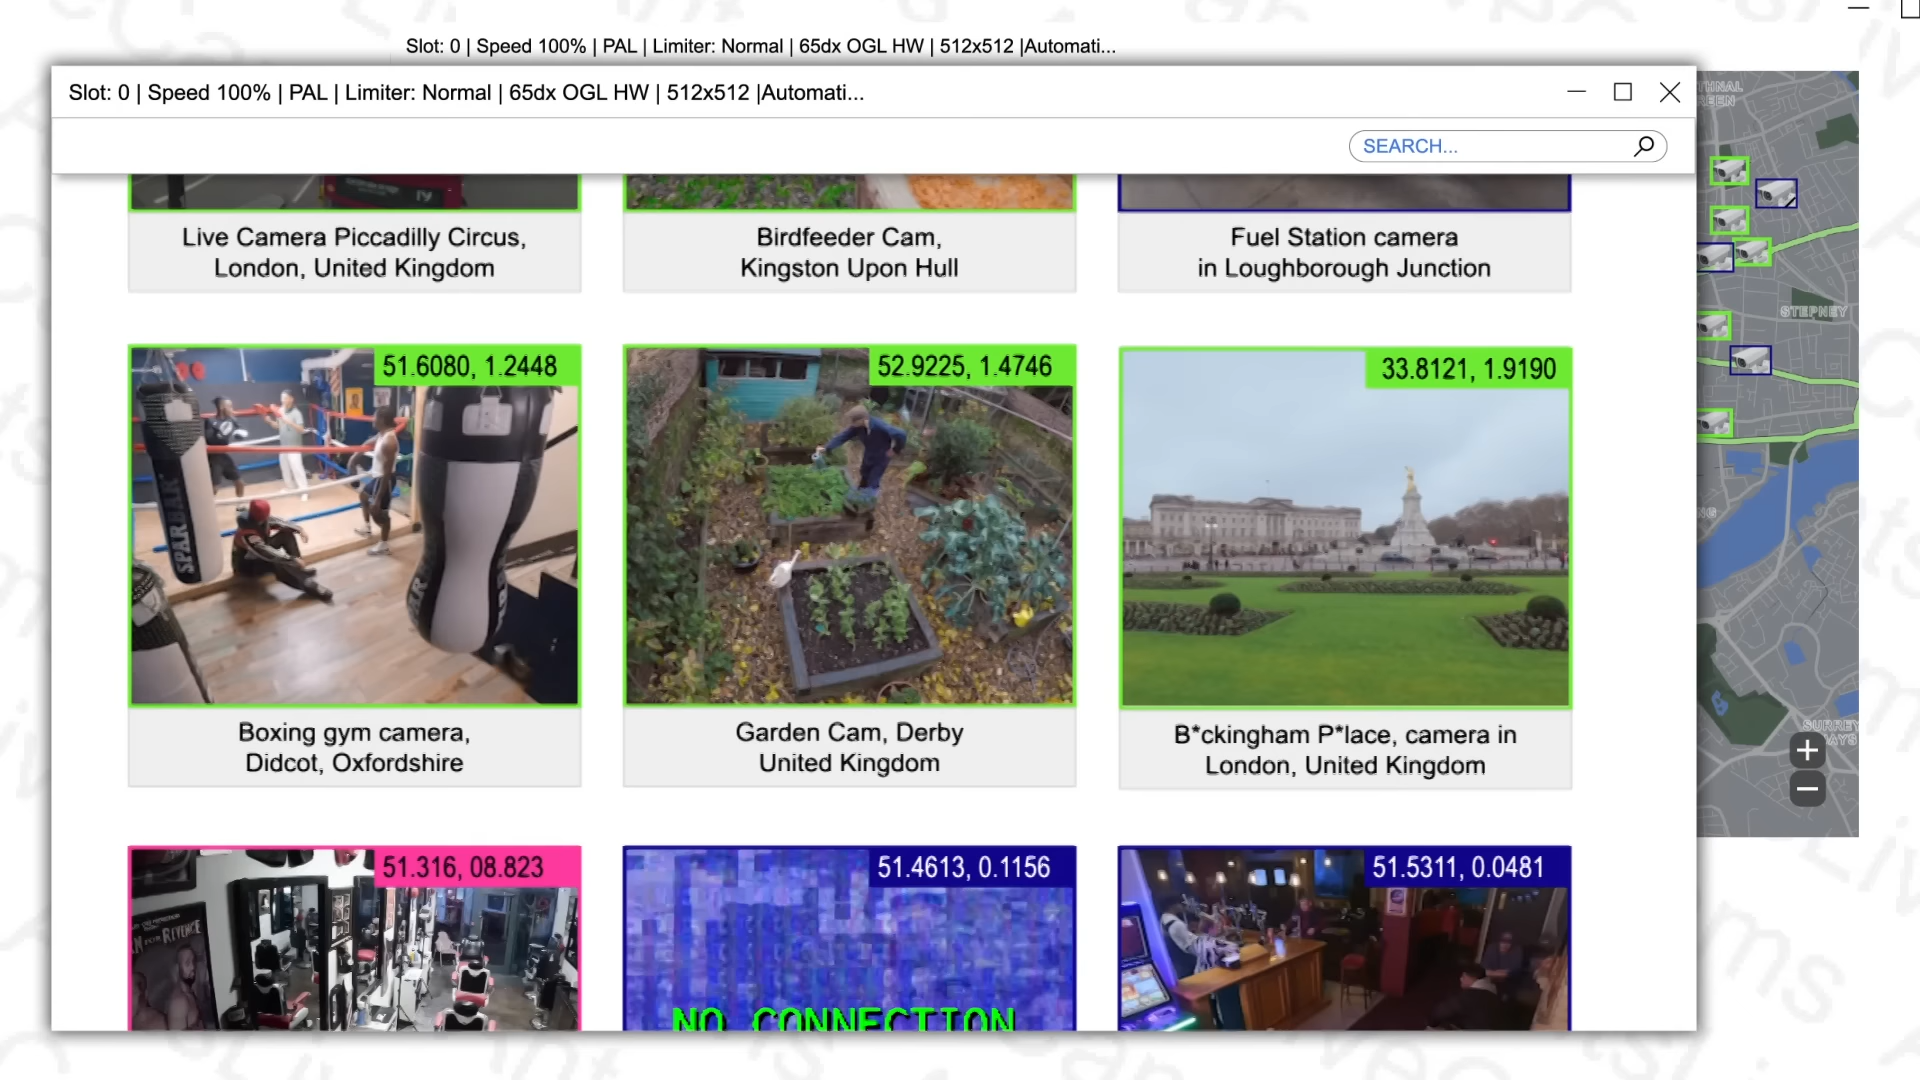 Slot: 0 | Speed 100% | PAL | Limiter: Normal | 65dx OGL HW | 512x512 |Automati...
Slot: 0 | Speed 100% | PAL | Limiter: Normal | 65dx OGL HW | 512x512 |Automati...
SEARCH...
Live Camera Piccadilly Circus,
London, United Kingdom
Birdfeeder Cam,
Kingston Upon Hull
Fuel Station camera
in Loughborough Junction
STEPNEY
51.6080, 1.2448
SPARBAR
Boxing gym camera,
Didcot, Oxfordshire
52.9225, 1.4746
Garden Cam, Derby
United Kingdom
33.8121, 1.9190
B*ckingham P*lace, camera in
London, United Kingdom
SURREY
51.316, 08.823
FOR REVENGE
51.4613, 0.1156
NO CONNECTION
51.5311, 0.0481